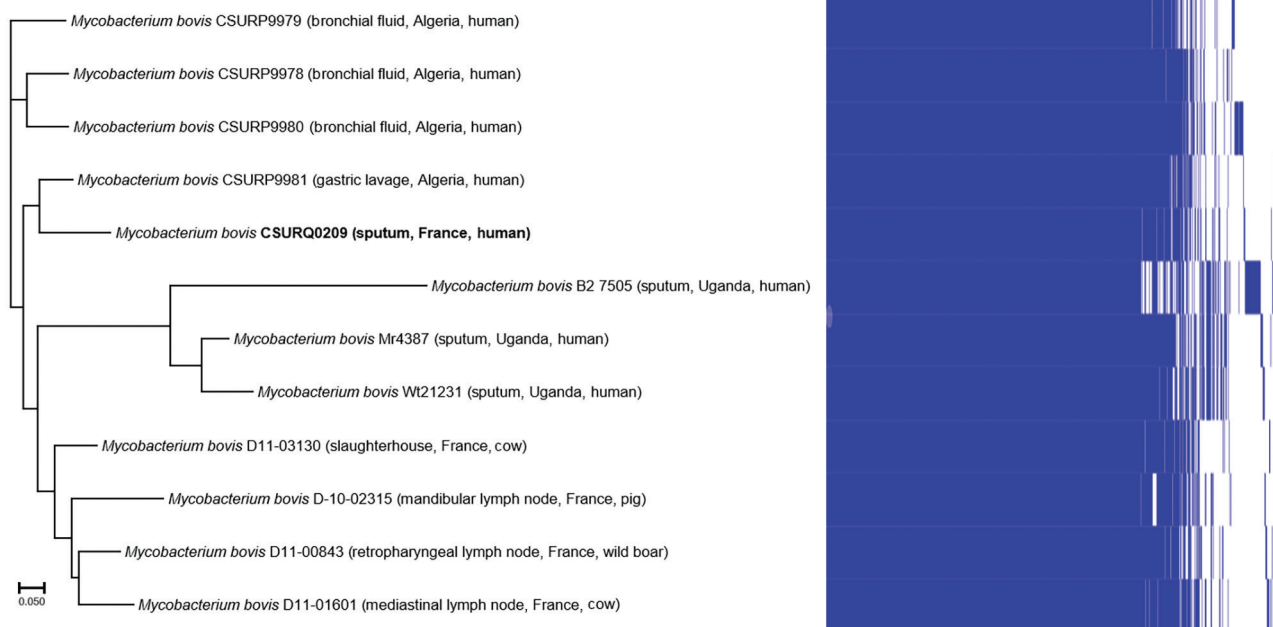 Mycobacterium bovis CSURP9979 (bronchial fluid, Algeria, human)
Mycobacterium bovis CSURP9978 (bronchial fluid, Algeria, human)
Mycobacterium bovis CSURP9980 (bronchial fluid, Algeria, human)
Mycobacterium bovis CSURP9981 (gastric lavage, Algeria, human)
Mycobacterium bovis CSURQ0209 (sputum, France, human)
Mycobacterium bovis B2 7505 (sputum, Uganda, human)
Mycobacterium bovis Mr4387 (sputum, Uganda, human)
Mycobacterium bovis Wt21231 (sputum, Uganda, human)
Mycobacterium bovis D11-03130 (slaughterhouse, France, cow)
Mycobacterium bovis D-10-02315 (mandibular lymph node, France, pig)
Mycobacterium bovis D11-00843 (retropharyngeal lymph node, France, wild boar)
Mycobacterium bovis D11-01601 (mediastinal lymph node, France, cow)
0.050